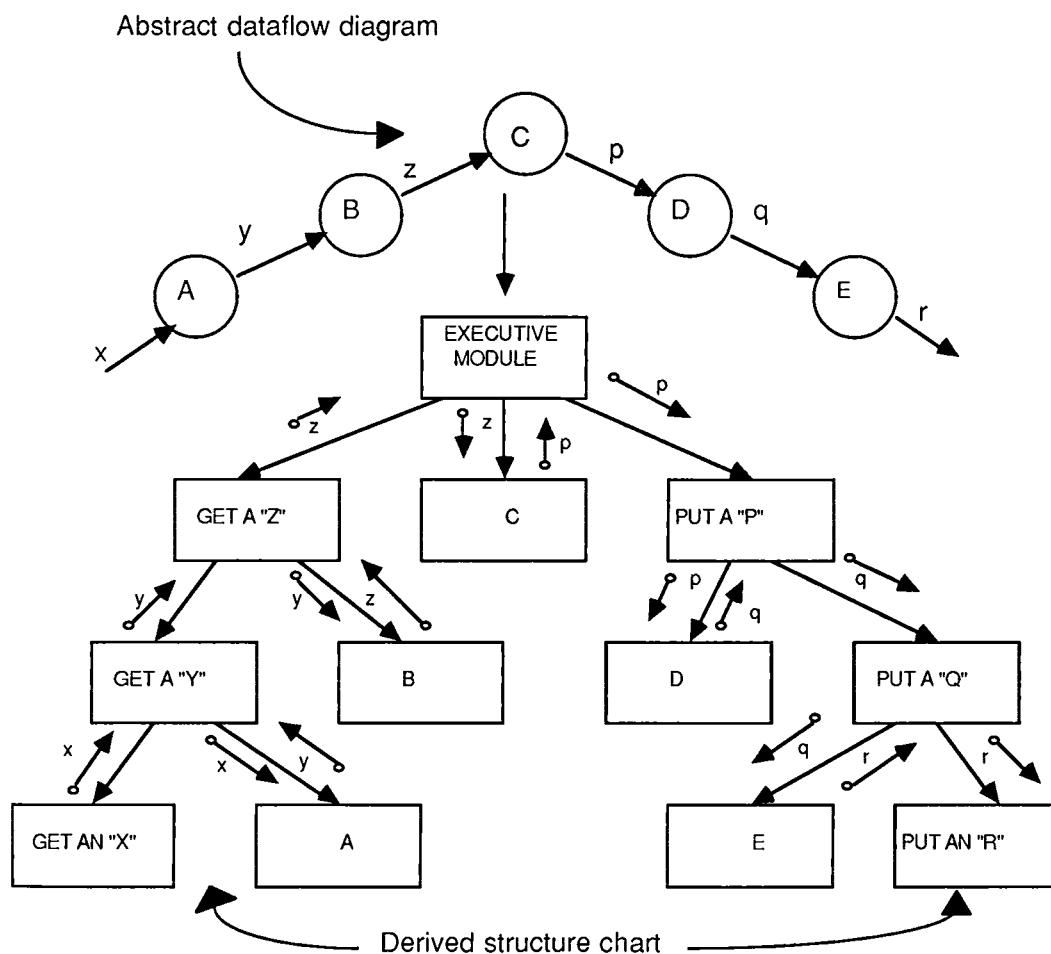 Abstract dataflow diagram
C
z
p
B
D
y
q
A
E
x
r
EXECUTIVE
MODULE
z
z
p
p
GET A "Z"
C
PUT A "P"
y
y
z
p
q
q
GET A "Y"
B
D
PUT A "Q"
x
x
y
q
r
r
GET AN "X"
A
E
PUT AN "R"
Derived structure chart